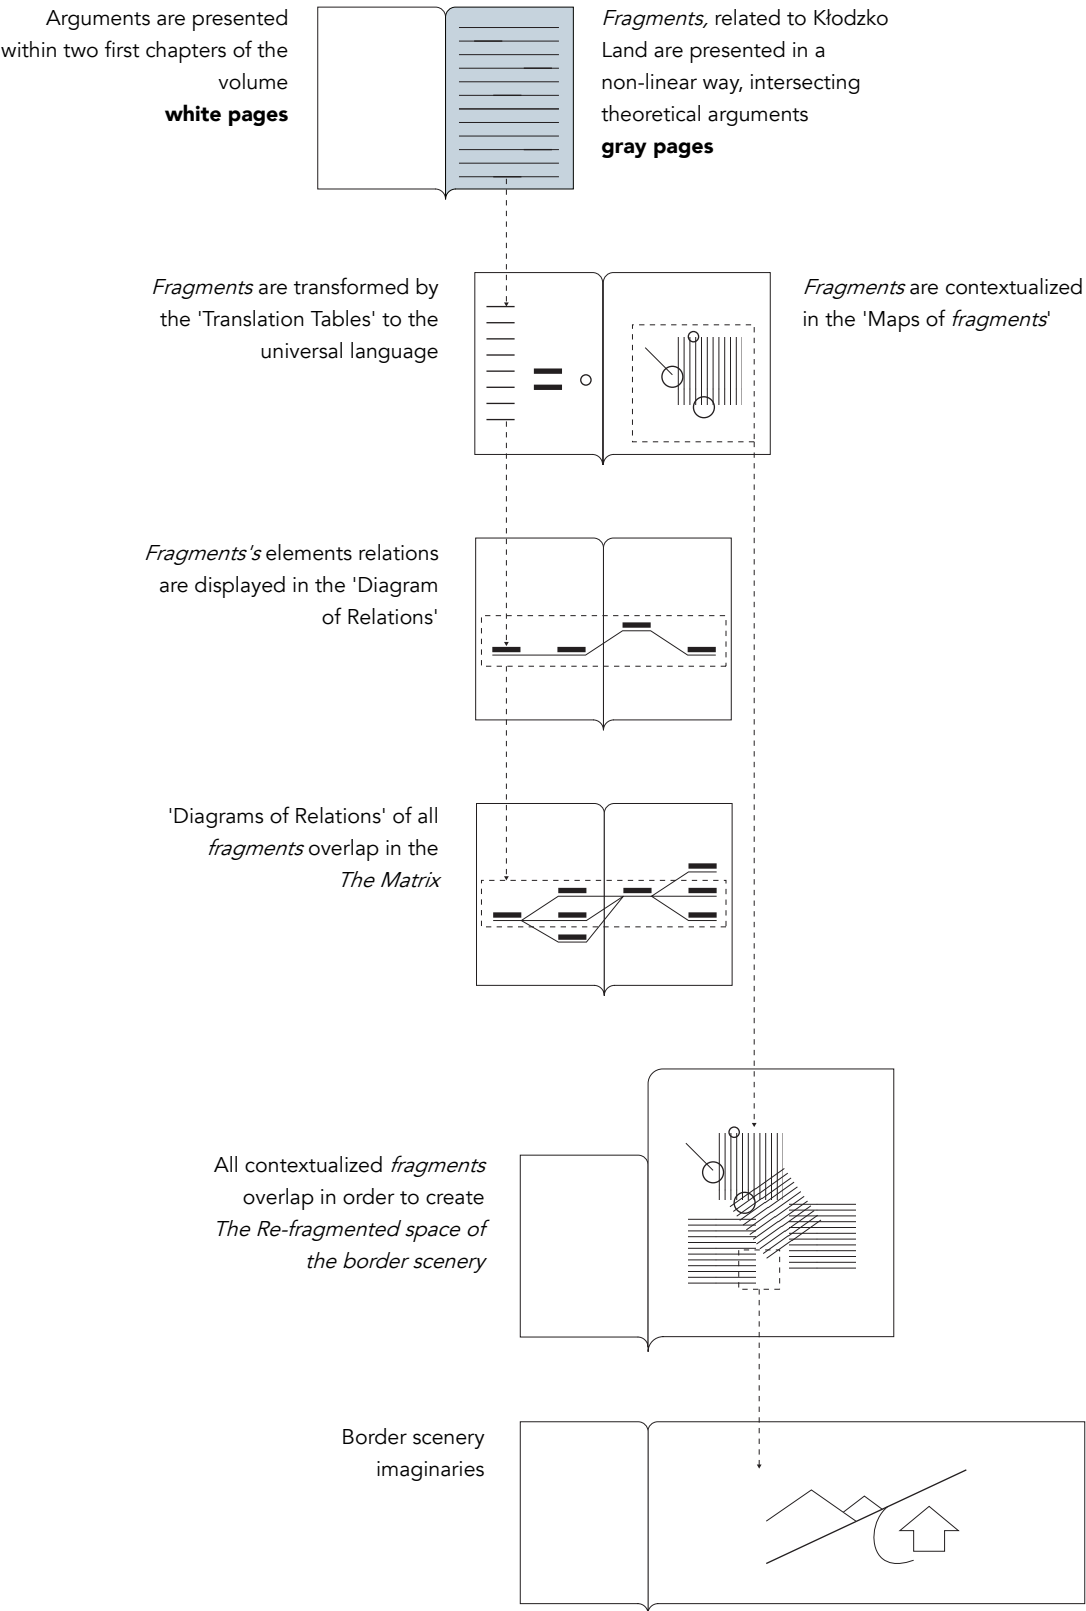 Arguments are presented
within two first chapters of the
volume
white pages
Fragments, related to Kłodzko
Land are presented in a
non-linear way, intersecting
theoretical arguments
gray pages
Fragments are transformed by
the 'Translation Tables' to the
universal language
Fragments are contextualized
in the 'Maps of fragments'
Fragments's elements relations
are displayed in the 'Diagram
of Relations'
'Diagrams of Relations' of all
fragments overlap in the
The Matrix
All contextualized fragments
overlap in order to create
The Re-fragmented space of
the border scenery
Border scenery
imaginaries